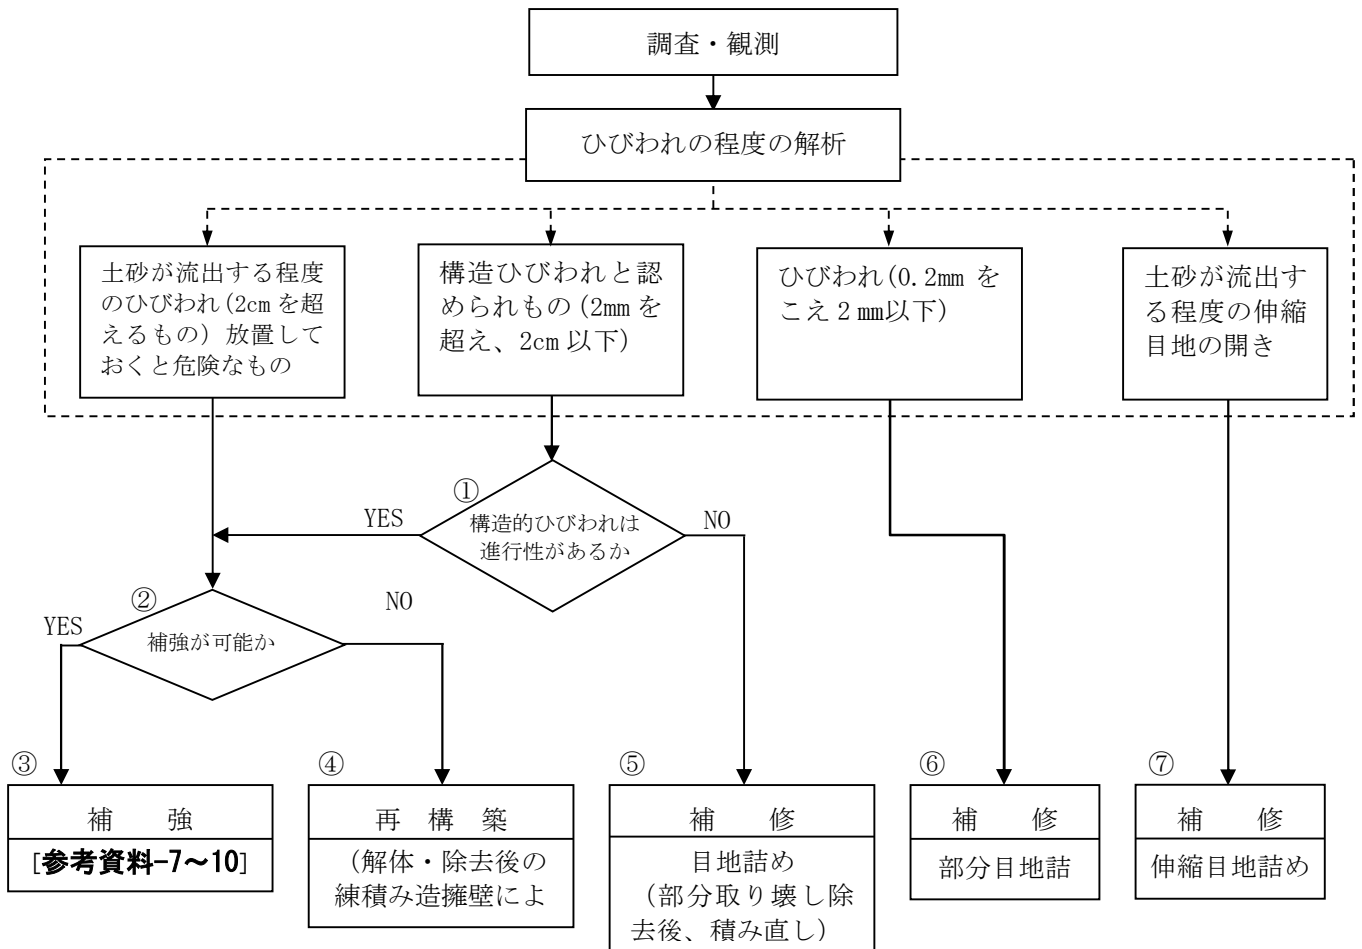 調査・観測
ひびわれの程度の解析
土砂が流出する程度
のひびわれ(2cmを超
えるもの)放置して
おくと危険なもの
構造ひびわれと認
められもの(2mmを
超え、2cm以下)
ひびわれ(0.2mmを
こえ2㎜以下)
土砂が流出す
る程度の伸縮
目地の開き
①
YES
構造的ひびわれは
進行性があるか
NO
②
YES
補強が可能か
NO
③
補 強
[参考資料-7～10]
④
再 構 築
(解体・除去後の
練積み造擁壁によ
⑤
補 修
目地詰め
(部分取り壊し除
去後、積み直し)
⑥
補 修
部分目地詰
⑦
補 修
伸縮目地詰め